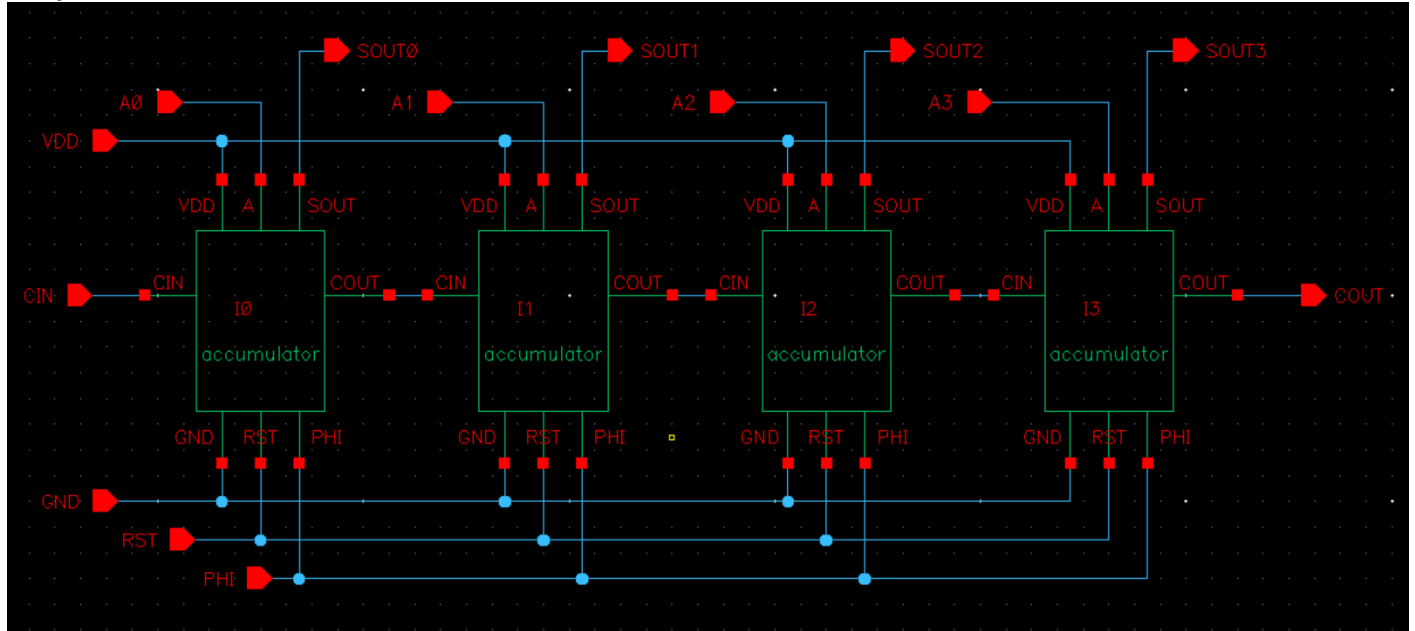 SOUT0 SOUT1 SOUT2 SOUT3
A0 A1 A2 A3
VDD
VDD A SOUT VDD A SOUT VDD A SOUT VDD A SOUT
CIN CIN COUT CIN COUT CIN COUT CIN COUT COUT
I0 I1 I2 I3
accumulator accumulator accumulator accumulator
GND RST PHI GND RST PHI GND RST PHI GND RST PHI
GND
RST
PHI